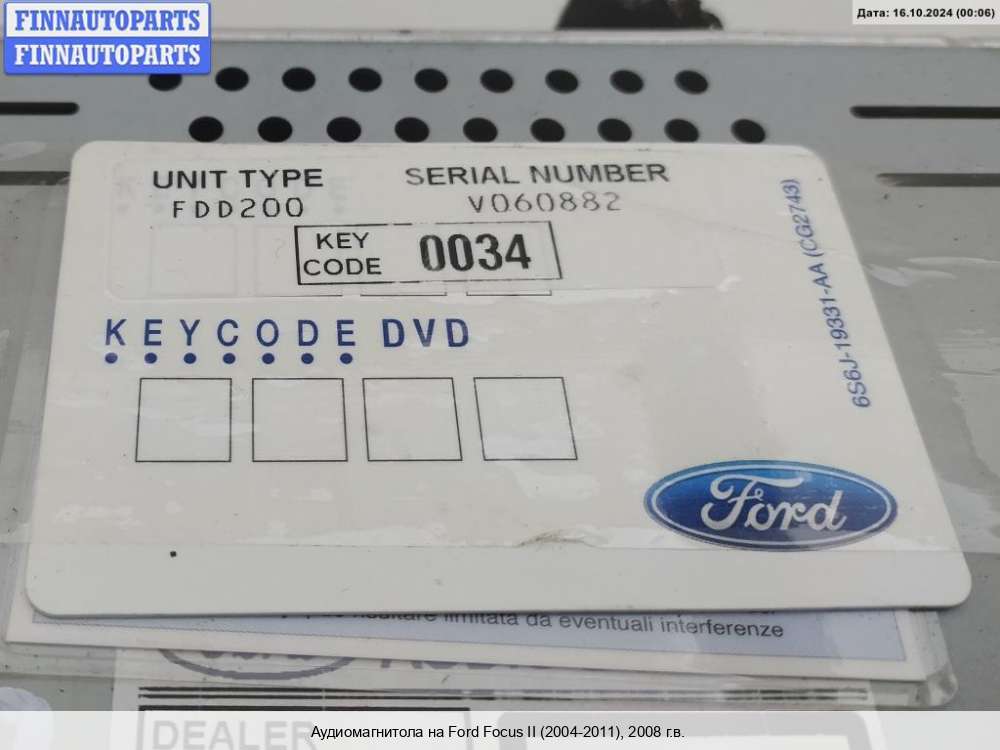 FINNAUTOPARTS
FINNAUTOPARTS
Дата: 16.10.2024 (00:06)
UNIT TYPE
FDD200
SERIAL NUMBER
V060882
KEY
CODE
0034
KEYCODE DVD
6S6J-19331-AA (CG2743)
Ford
limitata da eventuali interferenze
DEALER
Аудиомагнитола на Ford Focus II (2004-2011), 2008 г.в.